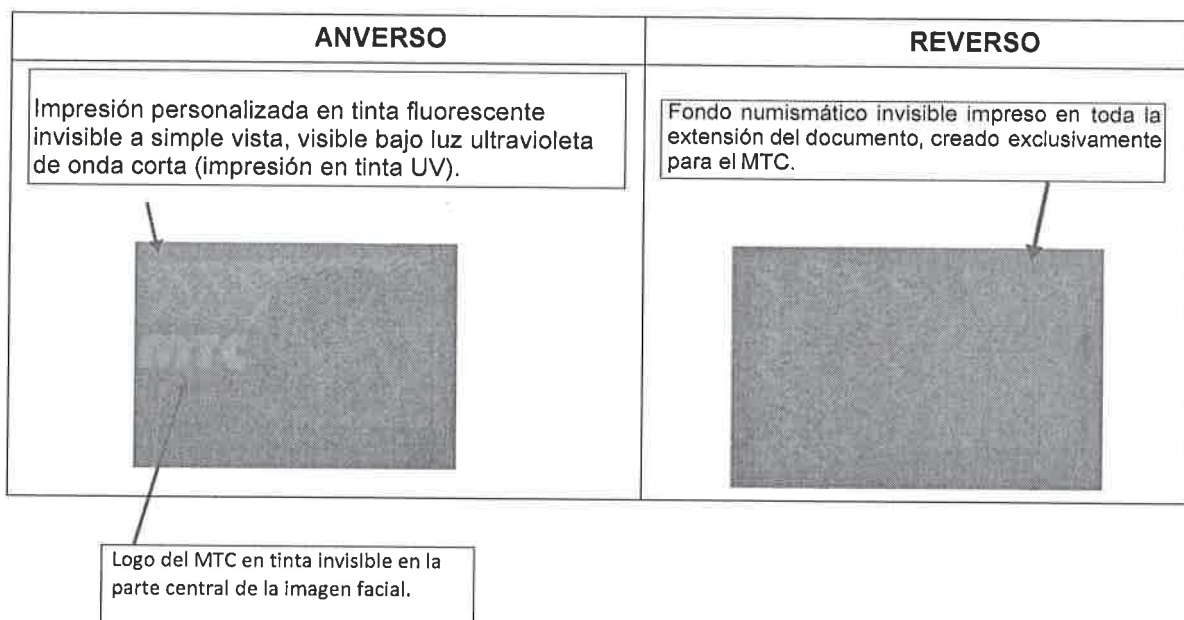 ANVERSO
REVERSO
Impresión personalizada en tinta fluorescente
invisible a simple vista, visible bajo luz ultravioleta
de onda corta (impresión en tinta UV).
Fondo numismático invisible impreso en toda la
extensión del documento, creado exclusivamente
para el MTC.
MTC
Logo del MTC en tinta invisible en la
parte central de la imagen facial.